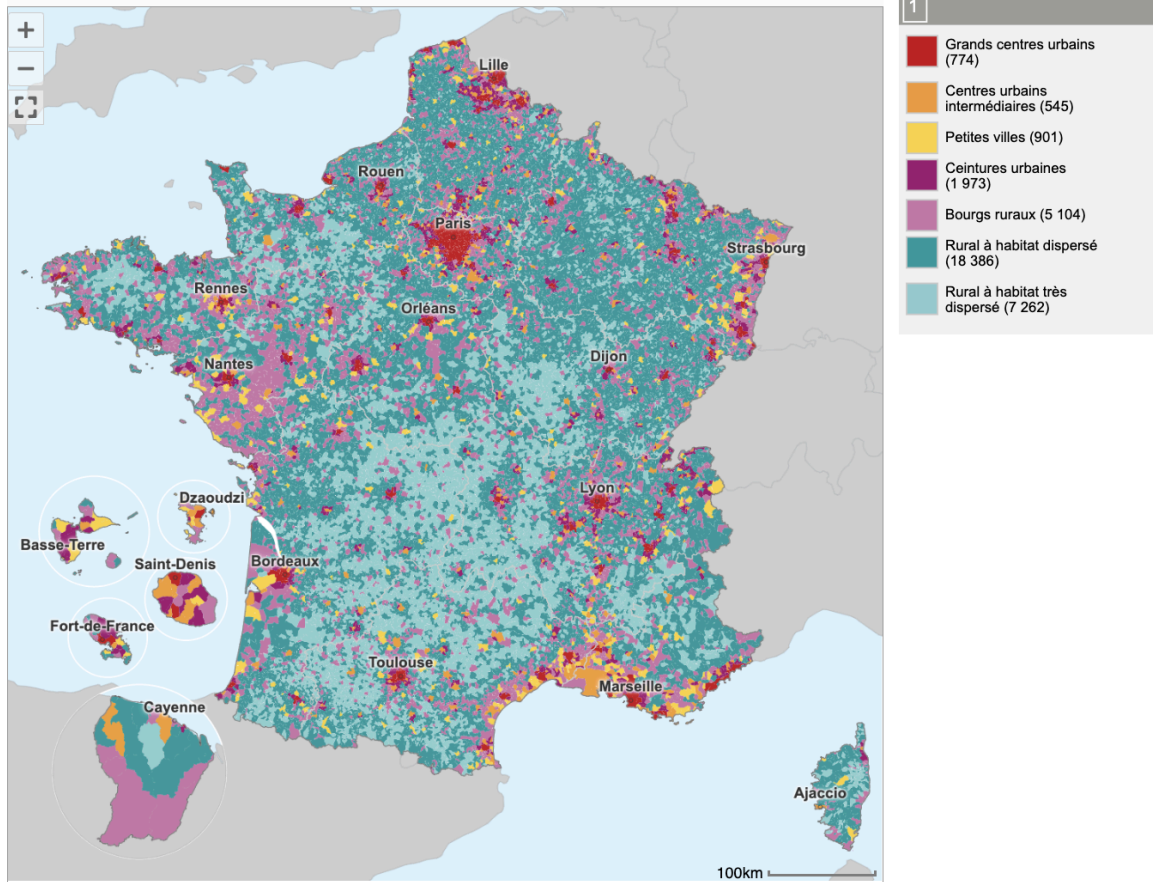 +
−
1
Grands centres urbains
(774)
Centres urbains
intermédiaires (545)
Petites villes (901)
Ceintures urbaines
(1 973)
Bourgs ruraux (5 104)
Rural à habitat dispersé
(18 386)
Rural à habitat très
dispersé (7 262)
Lille
Rouen
Paris
Strasbourg
Rennes
Orléans
Nantes
Dijon
Lyon
Dzaoudzi
Basse-Terre
Saint-Denis
Bordeaux
Fort-de-France
Toulouse
Marseille
Cayenne
Ajaccio
100km